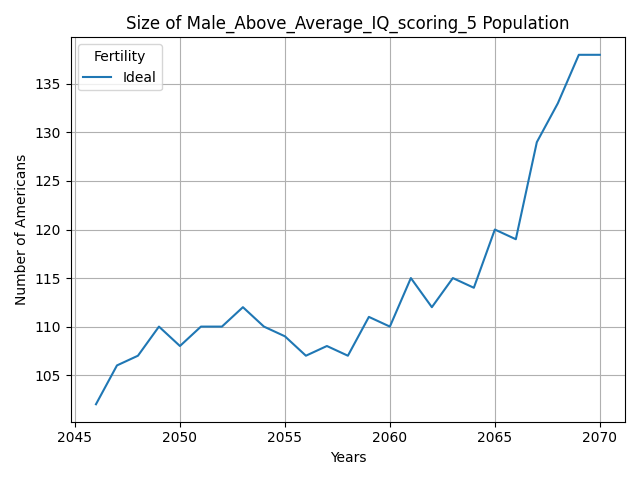 Size of Male_Above_Average_IQ_scoring_5 Population
Fertility
Ideal
Number of Americans
135
130
125
120
115
110
105
2045
2050
2055
2060
2065
2070
Years